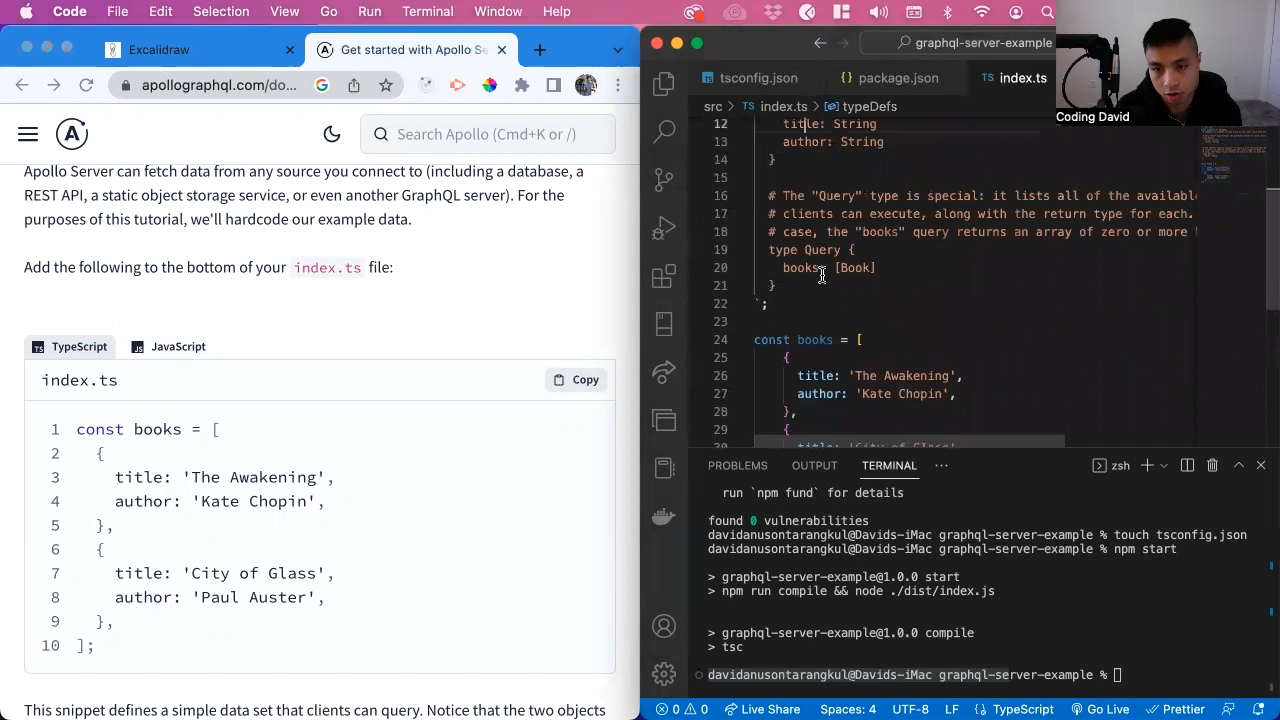 Code File Edit Selection View Go Run Terminal Window Help
Excalidraw
Get started with Apollo Se
apollographql.com/do...
Search Apollo (Cmd+K or /)
Apollo Server can fetch data from any source you connect to (including a database, a
REST API, a static object storage service, or even another GraphQL server). For the
purposes of this tutorial, we'll hardcode our example data.
Add the following to the bottom of your index.ts file:
TS TypeScript JS JavaScript
index.ts
Copy
1 const books = [
2 {
3 title: 'The Awakening',
4 author: 'Kate Chopin',
5 },
6 {
7 title: 'City of Glass',
8 author: 'Paul Auster',
9 },
10 ];
This snippet defines a simple data set that clients can query. Notice that the two objects
graphql-server-example
TS tsconfig.json {} package.json TS index.ts
src > TS index.ts > typeDefs
12 title: String
13 author: String
14 }
15
16 # The "Query" type is special: it lists all of the available
17 # clients can execute, along with the return type for each.
18 # case, the "books" query returns an array of zero or more
19 type Query {
20 books: [Book]
21 }
22 `;
23
24 const books = [
25 {
26 title: 'The Awakening',
27 author: 'Kate Chopin',
28 },
29 {
30 title: 'City of Glass'
Coding David
PROBLEMS OUTPUT TERMINAL ...
zsh
run `npm fund` for details
found 0 vulnerabilities
davidanusontarangkul@Davids-iMac graphql-server-example % touch tsconfig.json
davidanusontarangkul@Davids-iMac graphql-server-example % npm start
> graphql-server-example@1.0.0 start
> npm run compile && node ./dist/index.js
> graphql-server-example@1.0.0 compile
> tsc
davidanusontarangkul@Davids-iMac graphql-server-example %
0 0 Live Share Spaces: 4 UTF-8 LF {} TypeScript Go Live Prettier